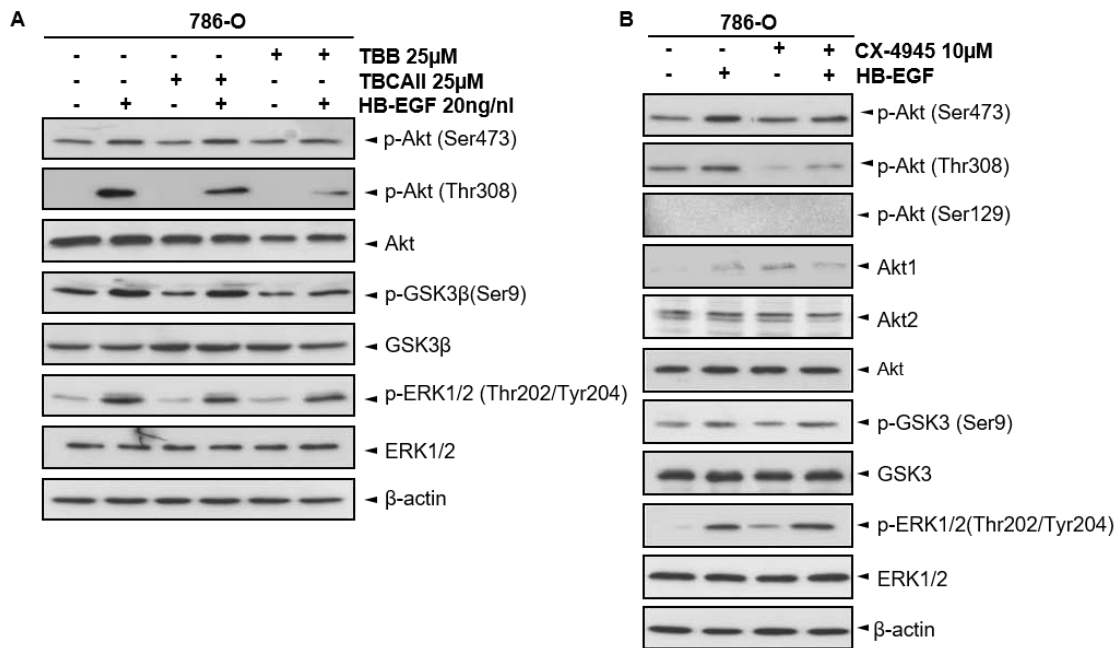 A
786-O
- - - - + + TBB 25µM
- - + + - - TBCAII 25µM
- + - + - + HB-EGF 20ng/nl
p-Akt (Ser473)
p-Akt (Thr308)
Akt
p-GSK3β(Ser9)
GSK3β
p-ERK1/2 (Thr202/Tyr204)
ERK1/2
β-actin
B
786-O
- - + + CX-4945 10µM
- + - + HB-EGF
p-Akt (Ser473)
p-Akt (Thr308)
p-Akt (Ser129)
Akt1
Akt2
Akt
p-GSK3 (Ser9)
GSK3
p-ERK1/2(Thr202/Tyr204)
ERK1/2
β-actin